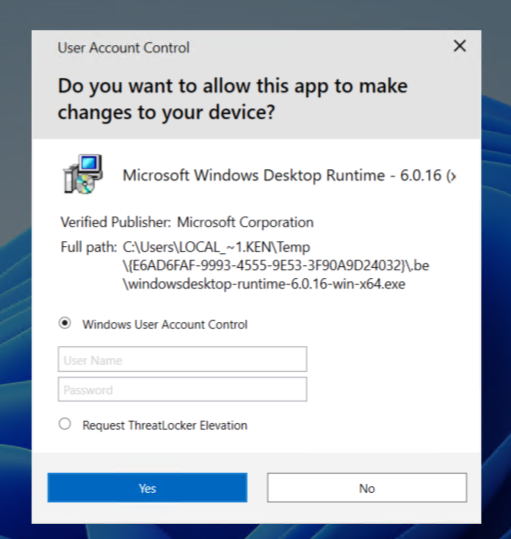 User Account Control
Do you want to allow this app to make
changes to your device?
Microsoft Windows Desktop Runtime - 6.0.16 (x
Verified Publisher: Microsoft Corporation
Full path: C:\Users\LOCAL_~1.KEN\Temp
\{E6AD6FAF-9993-4555-9E53-3F90A9D24032}\.be
\windowsdesktop-runtime-6.0.16-win-x64.exe
Windows User Account Control
User Name
Password
Request ThreatLocker Elevation
Yes
No